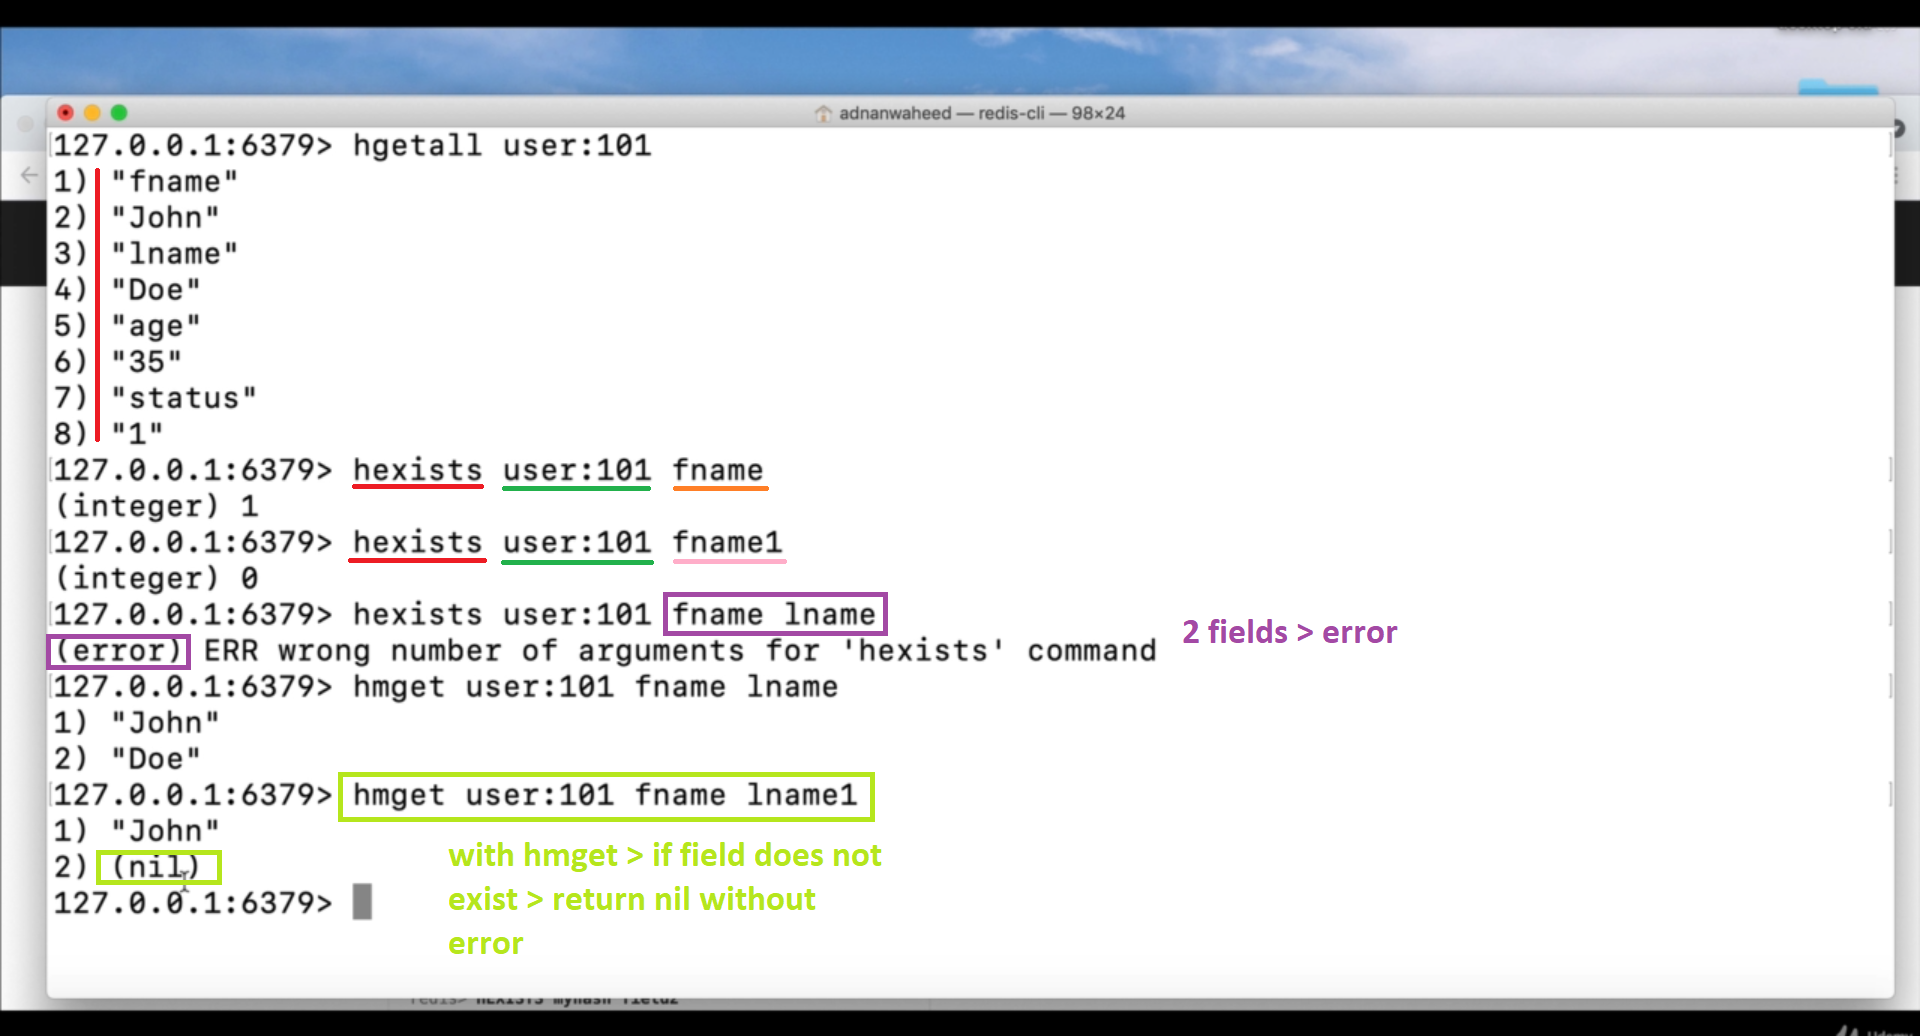 adnanwaheed — redis-cli — 98×24
127.0.0.1:6379> hgetall user:101
1) "fname"
2) "John"
3) "lname"
4) "Doe"
5) "age"
6) "35"
7) "status"
8) "1"
127.0.0.1:6379> hexists user:101 fname
(integer) 1
127.0.0.1:6379> hexists user:101 fname1
(integer) 0
127.0.0.1:6379> hexists user:101 fname lname
(error) ERR wrong number of arguments for 'hexists' command
2 fields > error
127.0.0.1:6379> hmget user:101 fname lname
1) "John"
2) "Doe"
127.0.0.1:6379> hmget user:101 fname lname1
1) "John"
2) (nil)
127.0.0.1:6379>
with hmget > if field does not
exist > return nil without
error
redis> HEXISTS myhash field2